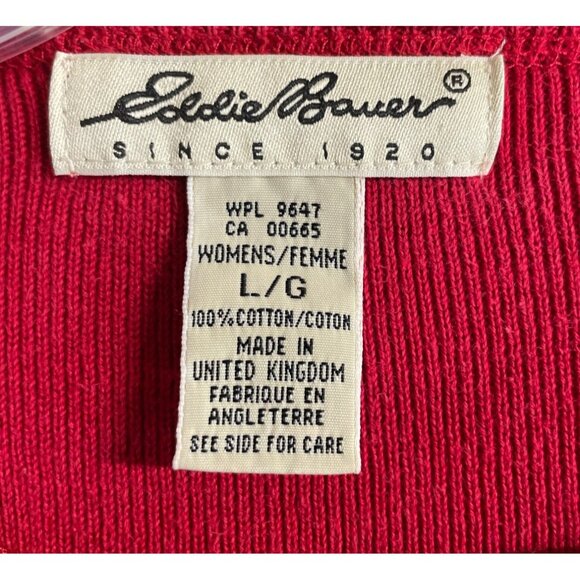 Eddie Bauer®
SINCE 1920
WPL 9647
CA 00665
WOMENS/FEMME
L/G
100%COTTON/COTON
MADE IN
UNITED KINGDOM
FABRIQUE EN
ANGLETERRE
SEE SIDE FOR CARE